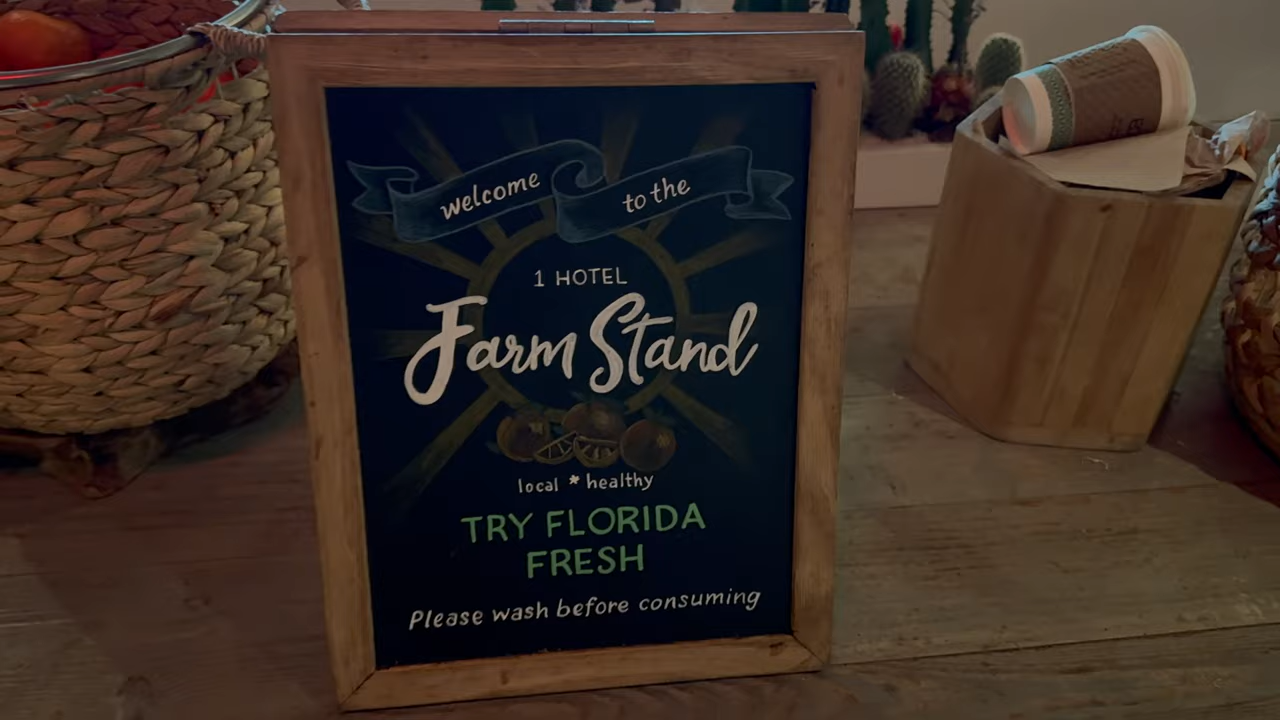 welcome to the
1 HOTEL
Farm Stand
local * healthy
TRY FLORIDA
FRESH
Please wash before consuming